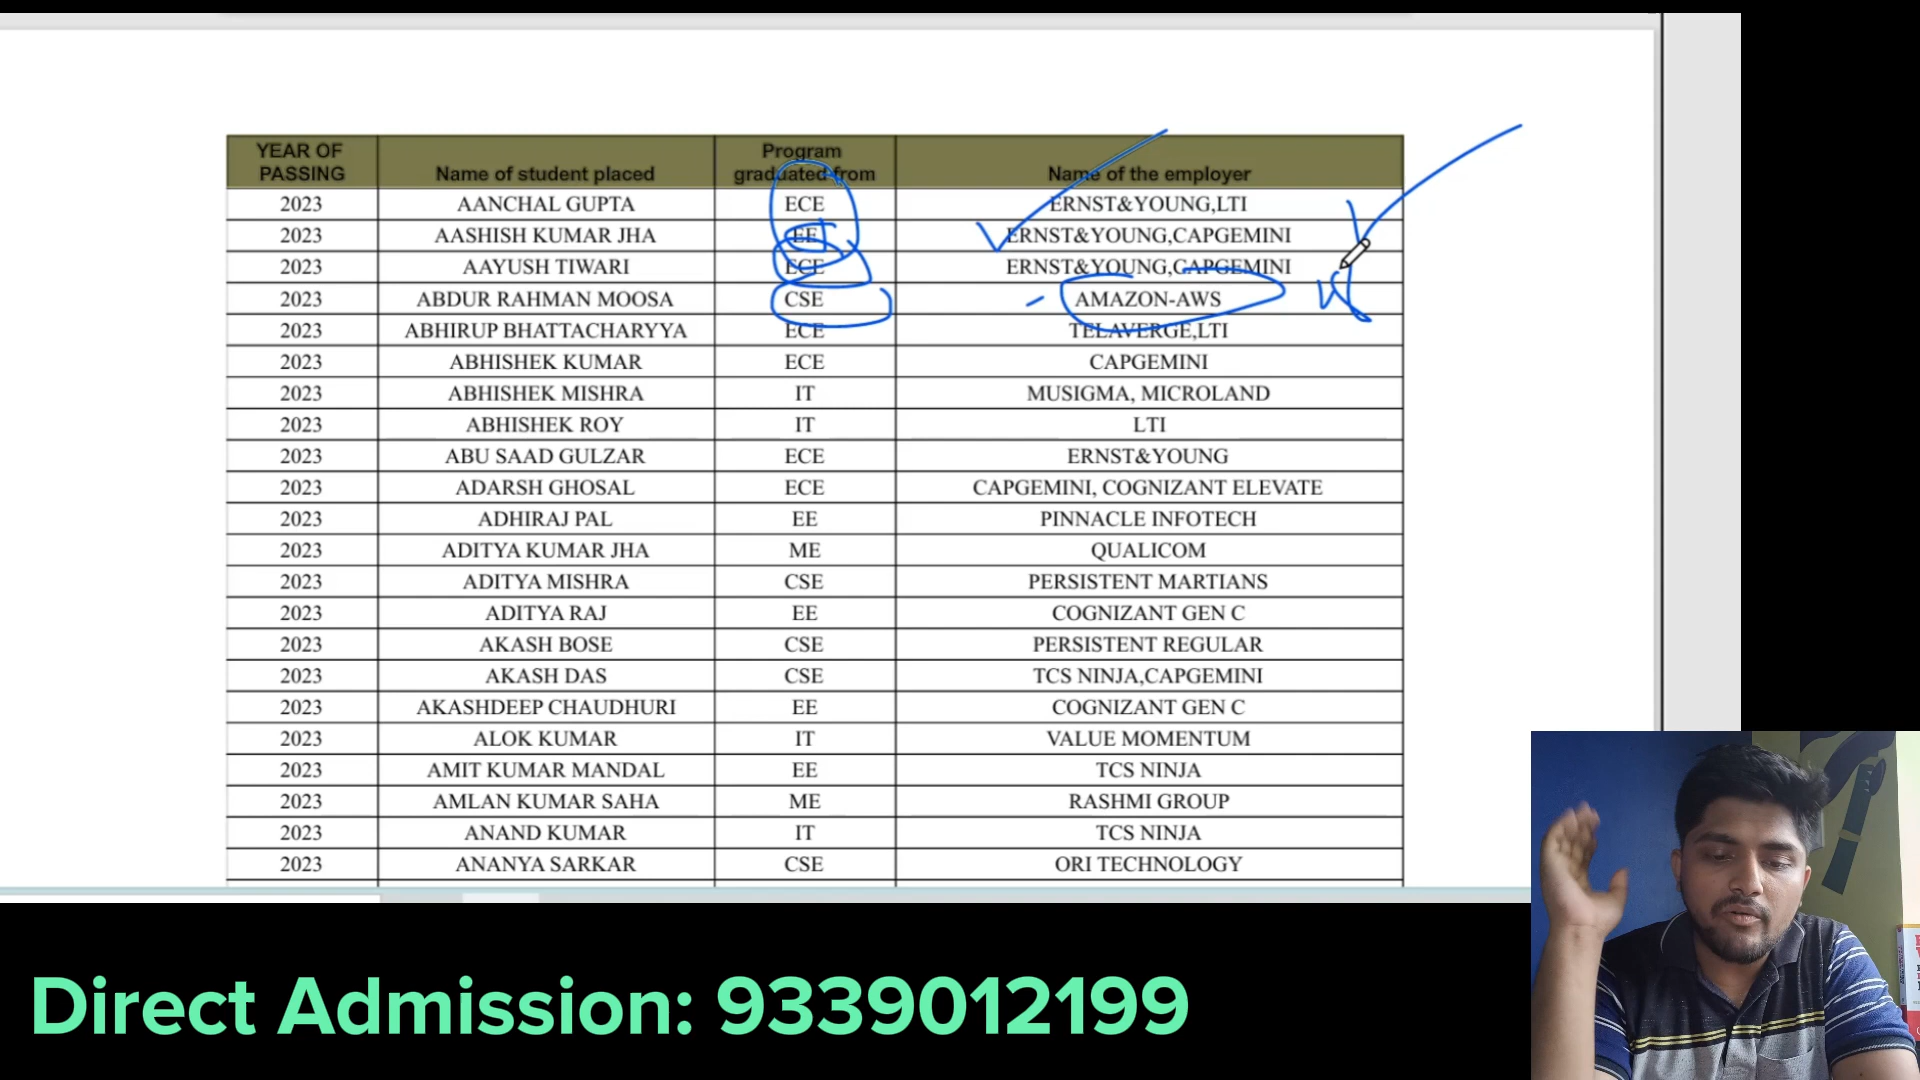 YEAR OF PASSING Name of student placed Program graduated from Name of the employer
2023 AANCHAL GUPTA ECE ERNST&YOUNG,LTI
2023 AASHISH KUMAR JHA EE ERNST&YOUNG,CAPGEMINI
2023 AAYUSH TIWARI ECE ERNST&YOUNG,CAPGEMINI
2023 ABDUR RAHMAN MOOSA CSE AMAZON-AWS
2023 ABHIRUP BHATTACHARYYA ECE TELAVERGE,LTI
2023 ABHISHEK KUMAR ECE CAPGEMINI
2023 ABHISHEK MISHRA IT MUSIGMA, MICROLAND
2023 ABHISHEK ROY IT LTI
2023 ABU SAAD GULZAR ECE ERNST&YOUNG
2023 ADARSH GHOSAL ECE CAPGEMINI, COGNIZANT ELEVATE
2023 ADHIRAJ PAL EE PINNACLE INFOTECH
2023 ADITYA KUMAR JHA ME QUALICOM
2023 ADITYA MISHRA CSE PERSISTENT MARTIANS
2023 ADITYA RAJ EE COGNIZANT GEN C
2023 AKASH BOSE CSE PERSISTENT REGULAR
2023 AKASH DAS CSE TCS NINJA,CAPGEMINI
2023 AKASHDEEP CHAUDHURI EE COGNIZANT GEN C
2023 ALOK KUMAR IT VALUE MOMENTUM
2023 AMIT KUMAR MANDAL EE TCS NINJA
2023 AMLAN KUMAR SAHA ME RASHMI GROUP
2023 ANAND KUMAR IT TCS NINJA
2023 ANANYA SARKAR CSE ORI TECHNOLOGY
Direct Admission: 9339012199